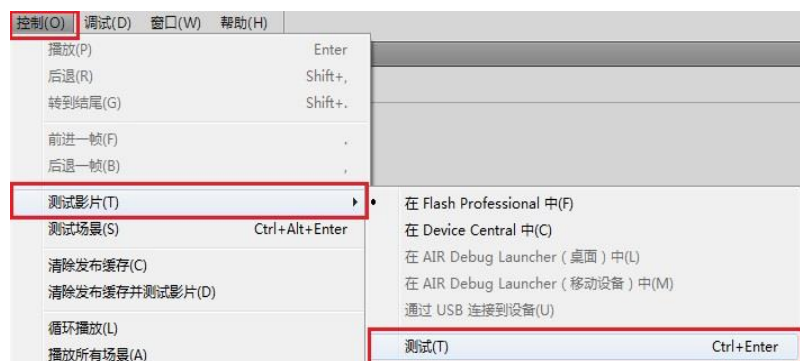 控制(O) 调试(D) 窗口(W) 帮助(H)
播放(P) Enter
后退(R) Shift+,
转到结尾(G) Shift+.
前进一帧(F) .
后退一帧(B) ,
测试影片(T)
测试场景(S) Ctrl+Alt+Enter
清除发布缓存(C)
清除发布缓存并测试影片(D)
循环播放(L)
播放所有场景(A)
在 Flash Professional 中(F)
在 Device Central 中(C)
在 AIR Debug Launcher ( 桌面 ) 中(L)
在 AIR Debug Launcher ( 移动设备 ) 中(M)
通过 USB 连接到设备(U)
测试(T) Ctrl+Enter